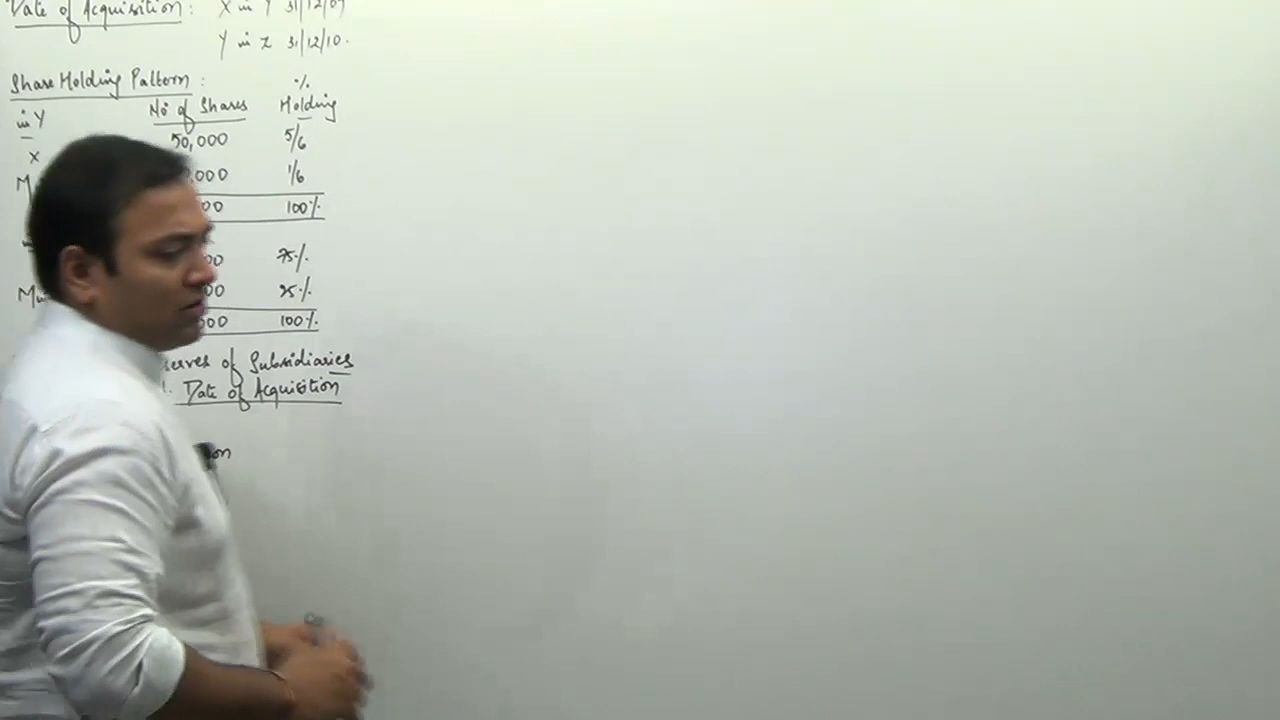 Date of Acquisition : X in Y 31/12/09
Y in Z 31/12/10.
Share Holding Pattern : %
in Y No of Shares Holding
X 50,000 5/6
,000 1/6
00 100%
00 75%
00 25%
000 100%
serves of Subsidiaries
Date of Acquisition
on